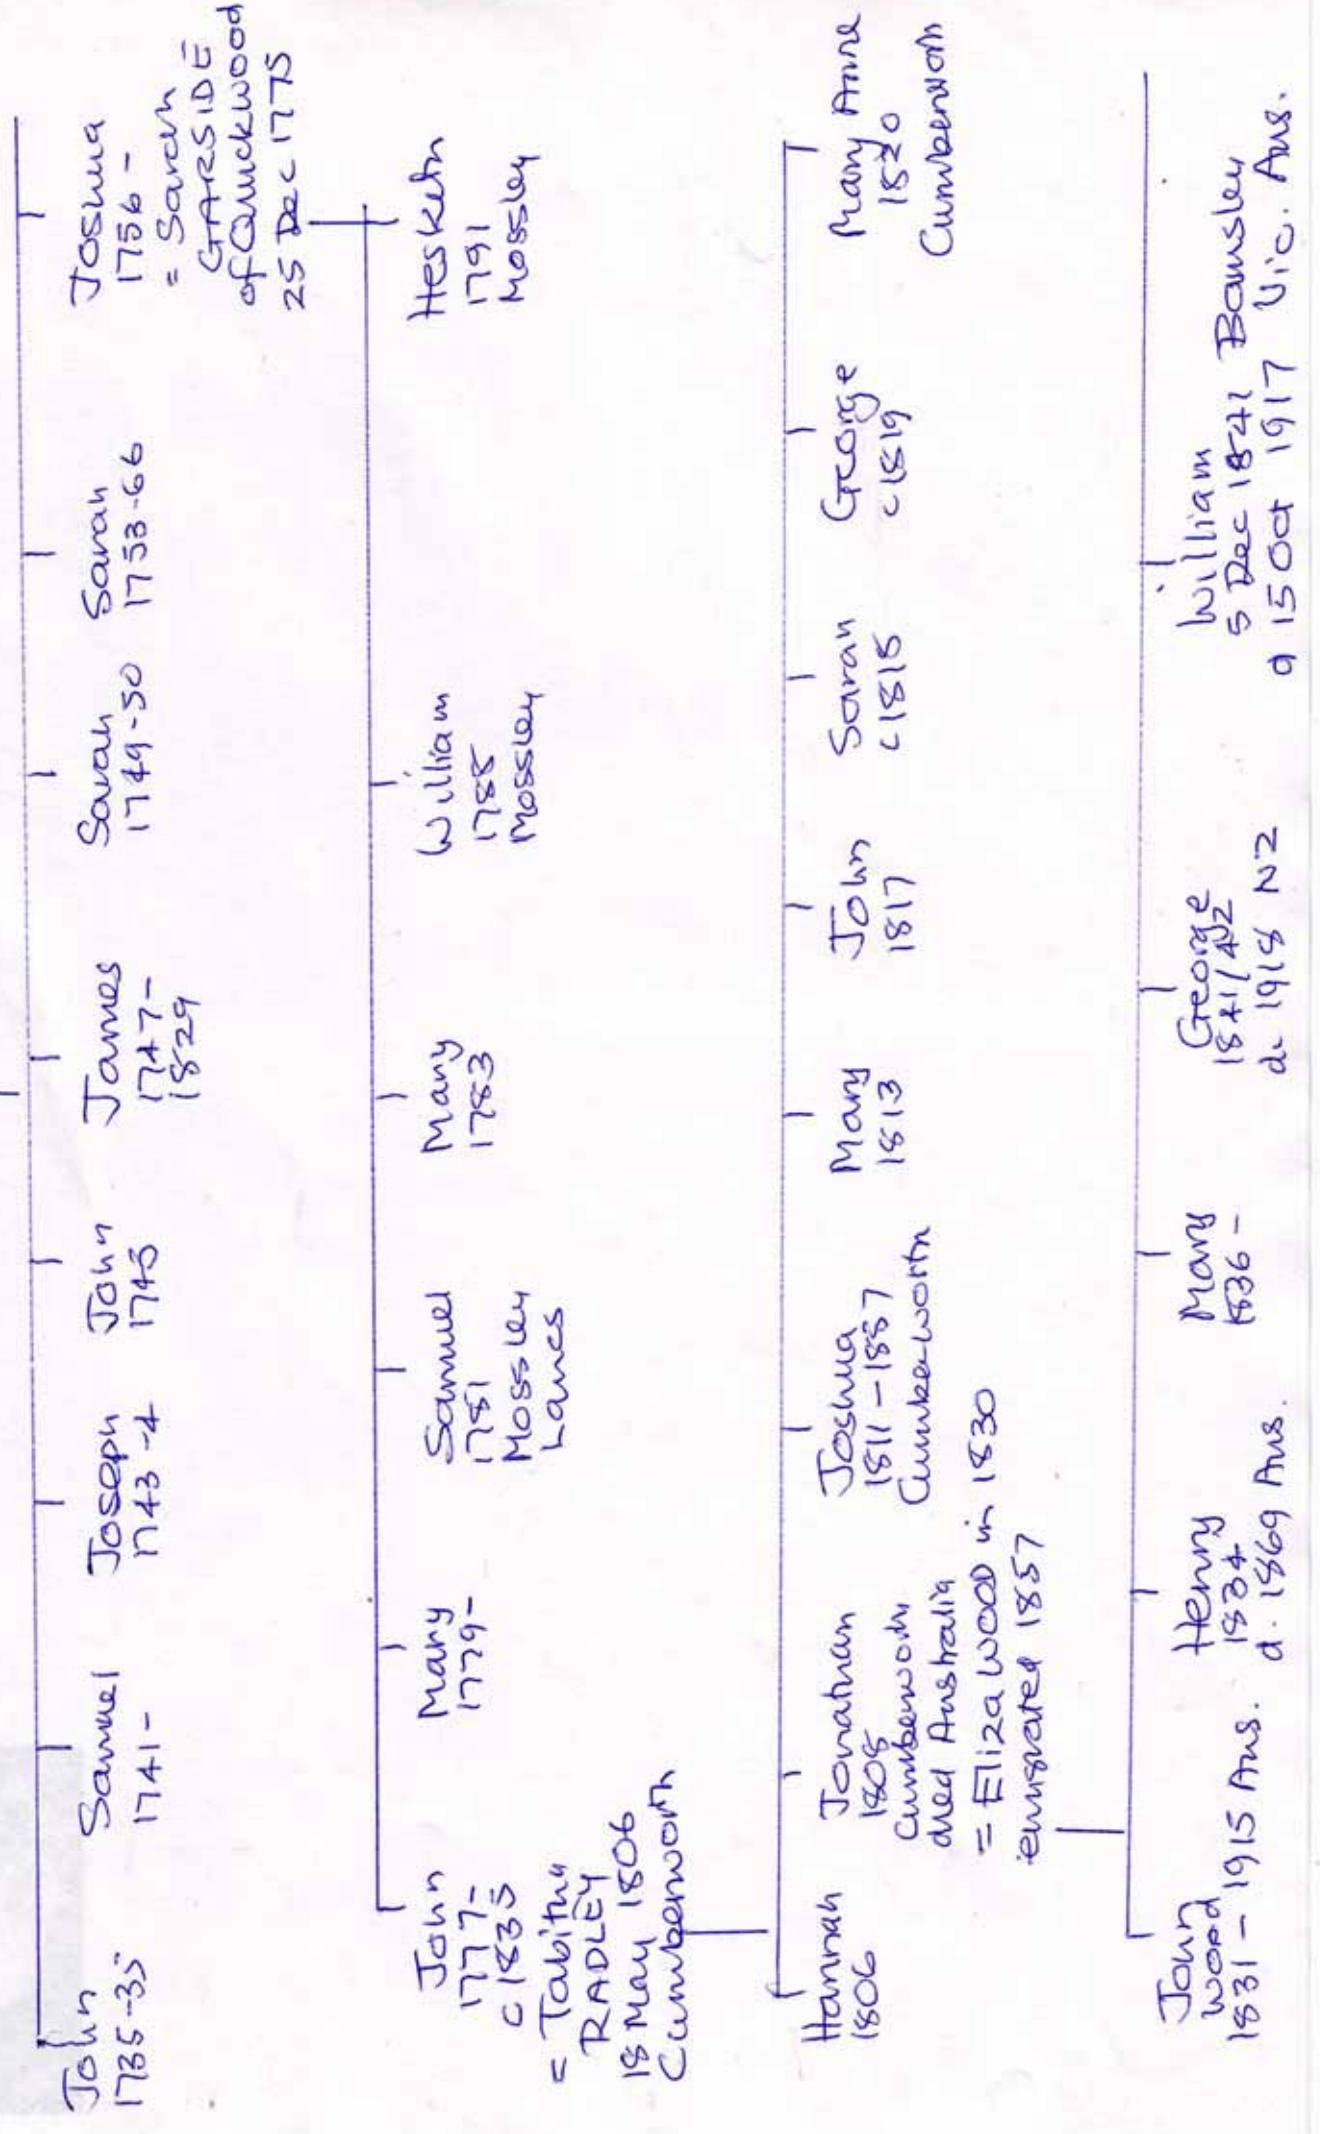 John
1735-35
Samuel
1741-
Joseph
1743-4
John
1745
James
1747-
1829
Sarah
1749-50
Sarah
1753-66
Joshua
1756-
= Sarah
GARSIDE
of Quickwood
25 Dec 1775
John
1777-
c 1835
= Tabitha
RADLEY
18 May 1806
Cumberworth
Mary
1779-
Samuel
1781
Mossley
Lancs
Mary
1783
William
1785
Mossley
Hesketh
1791
Mossley
Hannah
1806
Jonathan
1808
Cumberworth
died Australia
= Eliza WOOD in 1830
emigrated 1857
Joshua
1811-1887
Cumberworth
Mary
1813
John
1817
Sarah
c1818
George
c1819
Mary Anne
1820
Cumberworth
John
Wood
1831-1915 Aus.
Henry
1834
d. 1869 Aus.
Mary
1836-
George
1841/42
d. 1918 NZ
William
5 Dec 1841 Barnsley
d 15 Oct 1917 Vic. Aus.